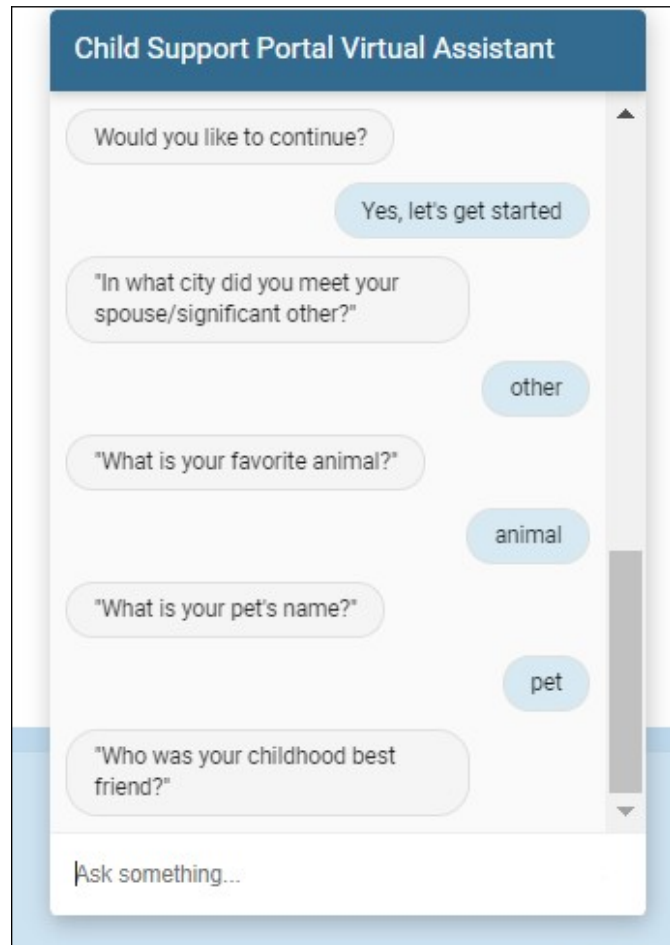 Child Support Portal Virtual Assistant
Would you like to continue?
Yes, let's get started
"In what city did you meet your
spouse/significant other?"
other
"What is your favorite animal?"
animal
"What is your pet's name?"
pet
"Who was your childhood best
friend?"
Ask something...